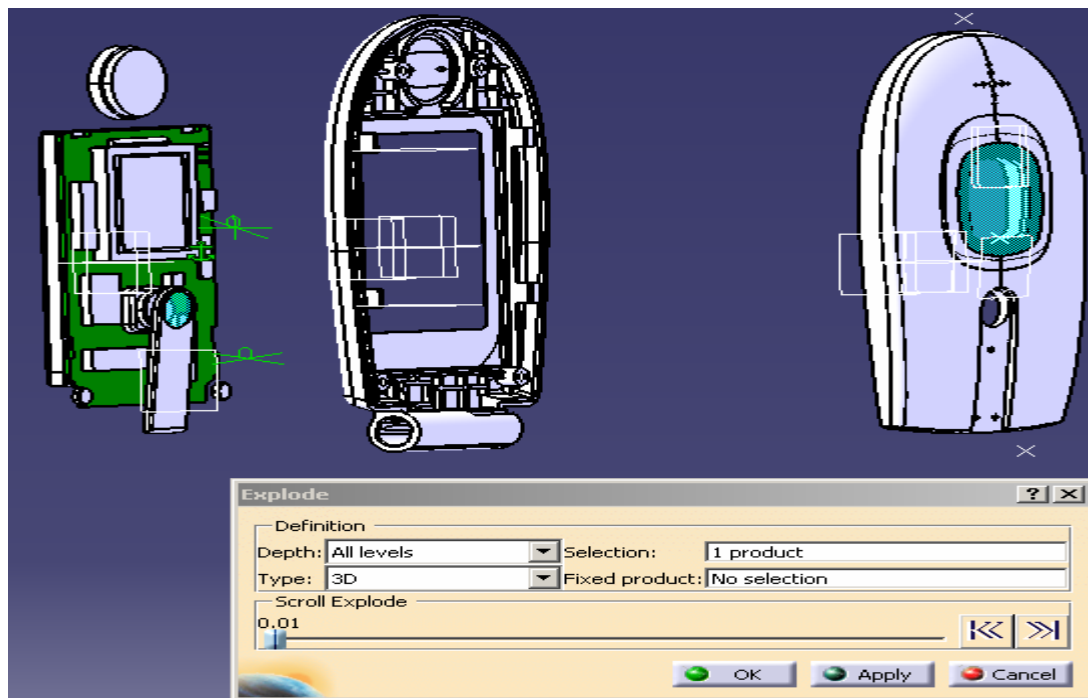 Explode
Definition
Depth: All levels Selection: 1 product
Type: 3D Fixed product: No selection
Scroll Explode
0.01
OK Apply Cancel